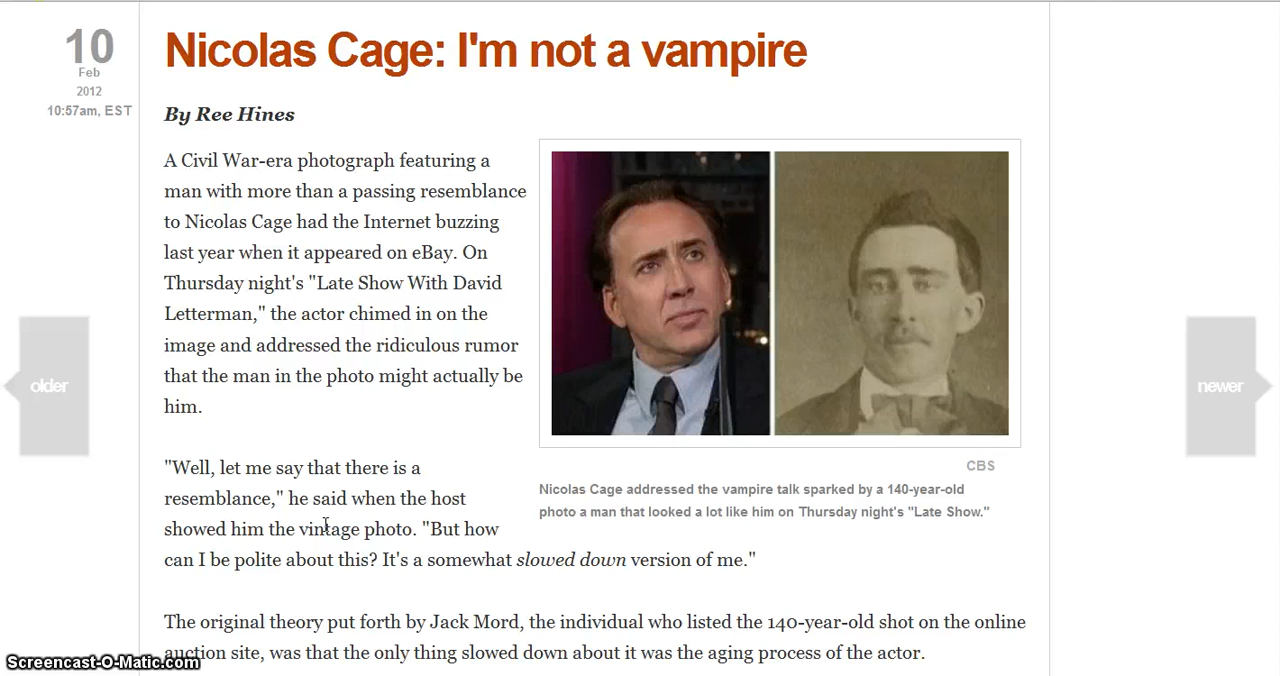 10
Feb
2012
10:57am, EST
Nicolas Cage: I'm not a vampire
By Ree Hines
A Civil War-era photograph featuring a
man with more than a passing resemblance
to Nicolas Cage had the Internet buzzing
last year when it appeared on eBay. On
Thursday night's "Late Show With David
Letterman," the actor chimed in on the
image and addressed the ridiculous rumor
that the man in the photo might actually be
him.
CBS
Nicolas Cage addressed the vampire talk sparked by a 140-year-old
photo a man that looked a lot like him on Thursday night's "Late Show."
"Well, let me say that there is a
resemblance," he said when the host
showed him the vintage photo. "But how
can I be polite about this? It's a somewhat slowed down version of me."
The original theory put forth by Jack Mord, the individual who listed the 140-year-old shot on the online
auction site, was that the only thing slowed down about it was the aging process of the actor.
older
newer
Screencast-O-Matic.com